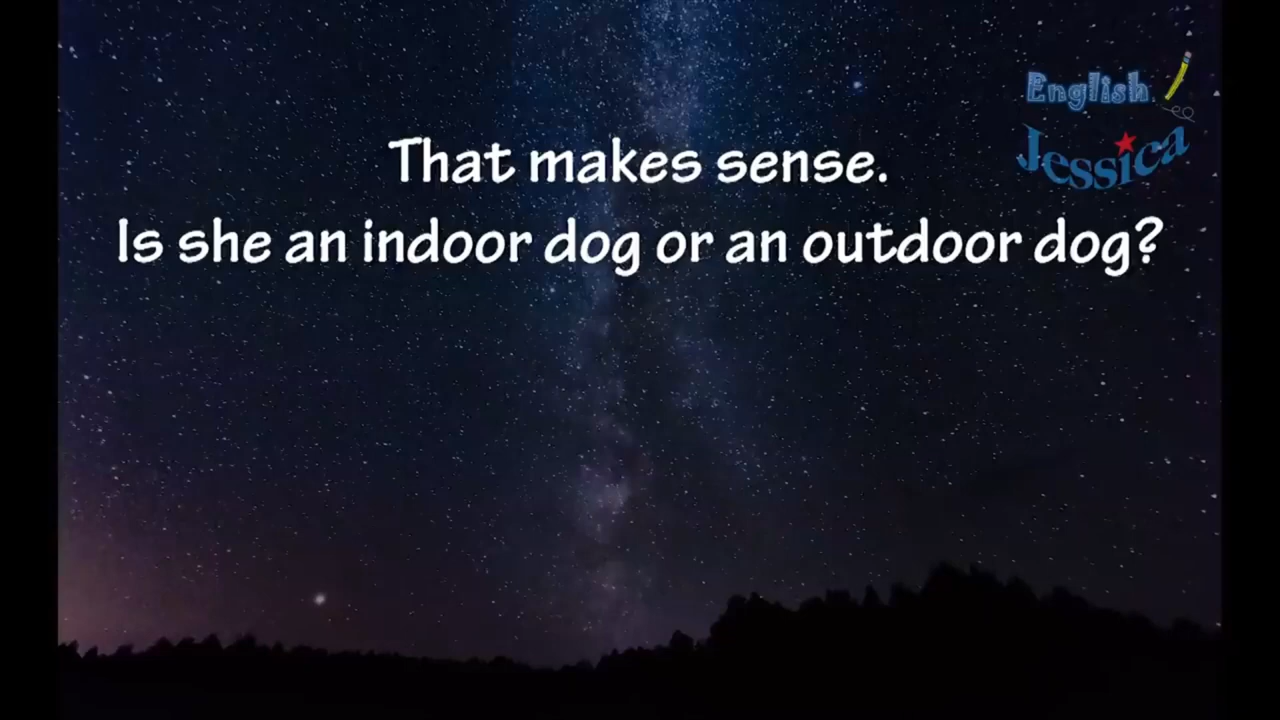 English
Jessica
That makes sense.
Is she an indoor dog or an outdoor dog?